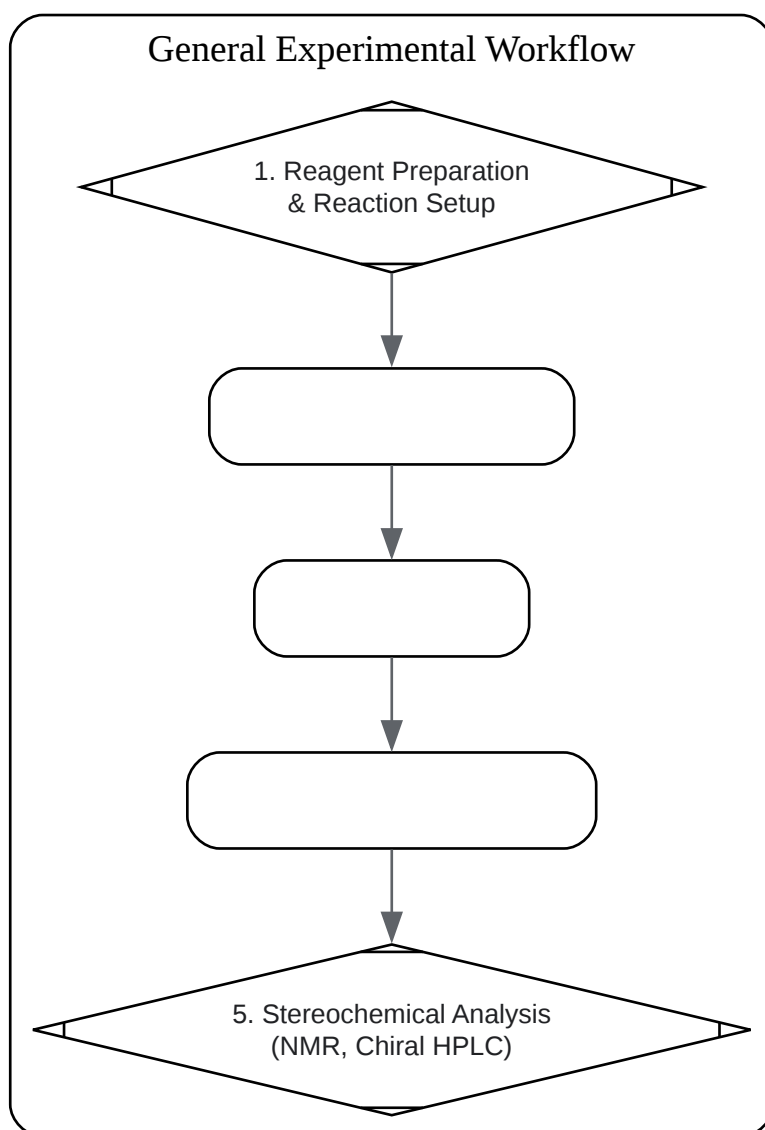 General Experimental Workflow
1. Reagent Preparation
& Reaction Setup
5. Stereochemical Analysis
(NMR, Chiral HPLC)